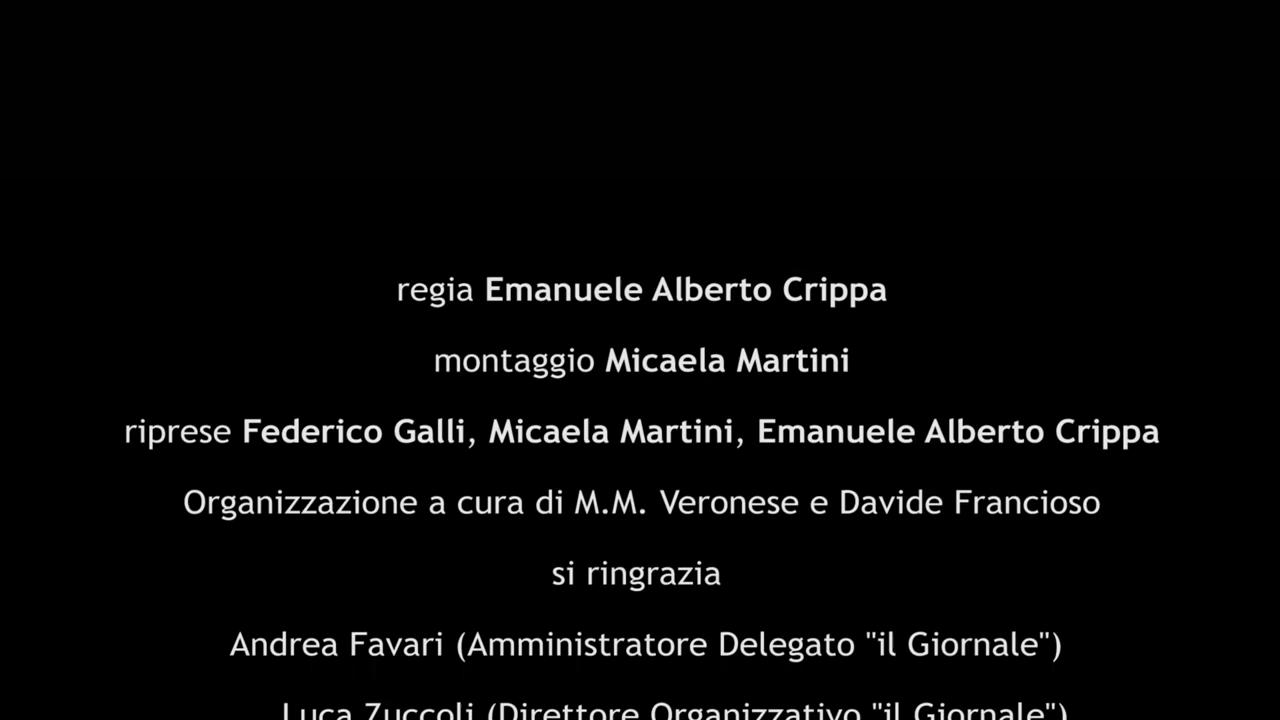 regia Emanuele Alberto Crippa
montaggio Micaela Martini
riprese Federico Galli, Micaela Martini, Emanuele Alberto Crippa
Organizzazione a cura di M.M. Veronese e Davide Francioso
si ringrazia
Andrea Favari (Amministratore Delegato "il Giornale")
Luca Zuccoli (Direttore Organizzativo "il Giornale")